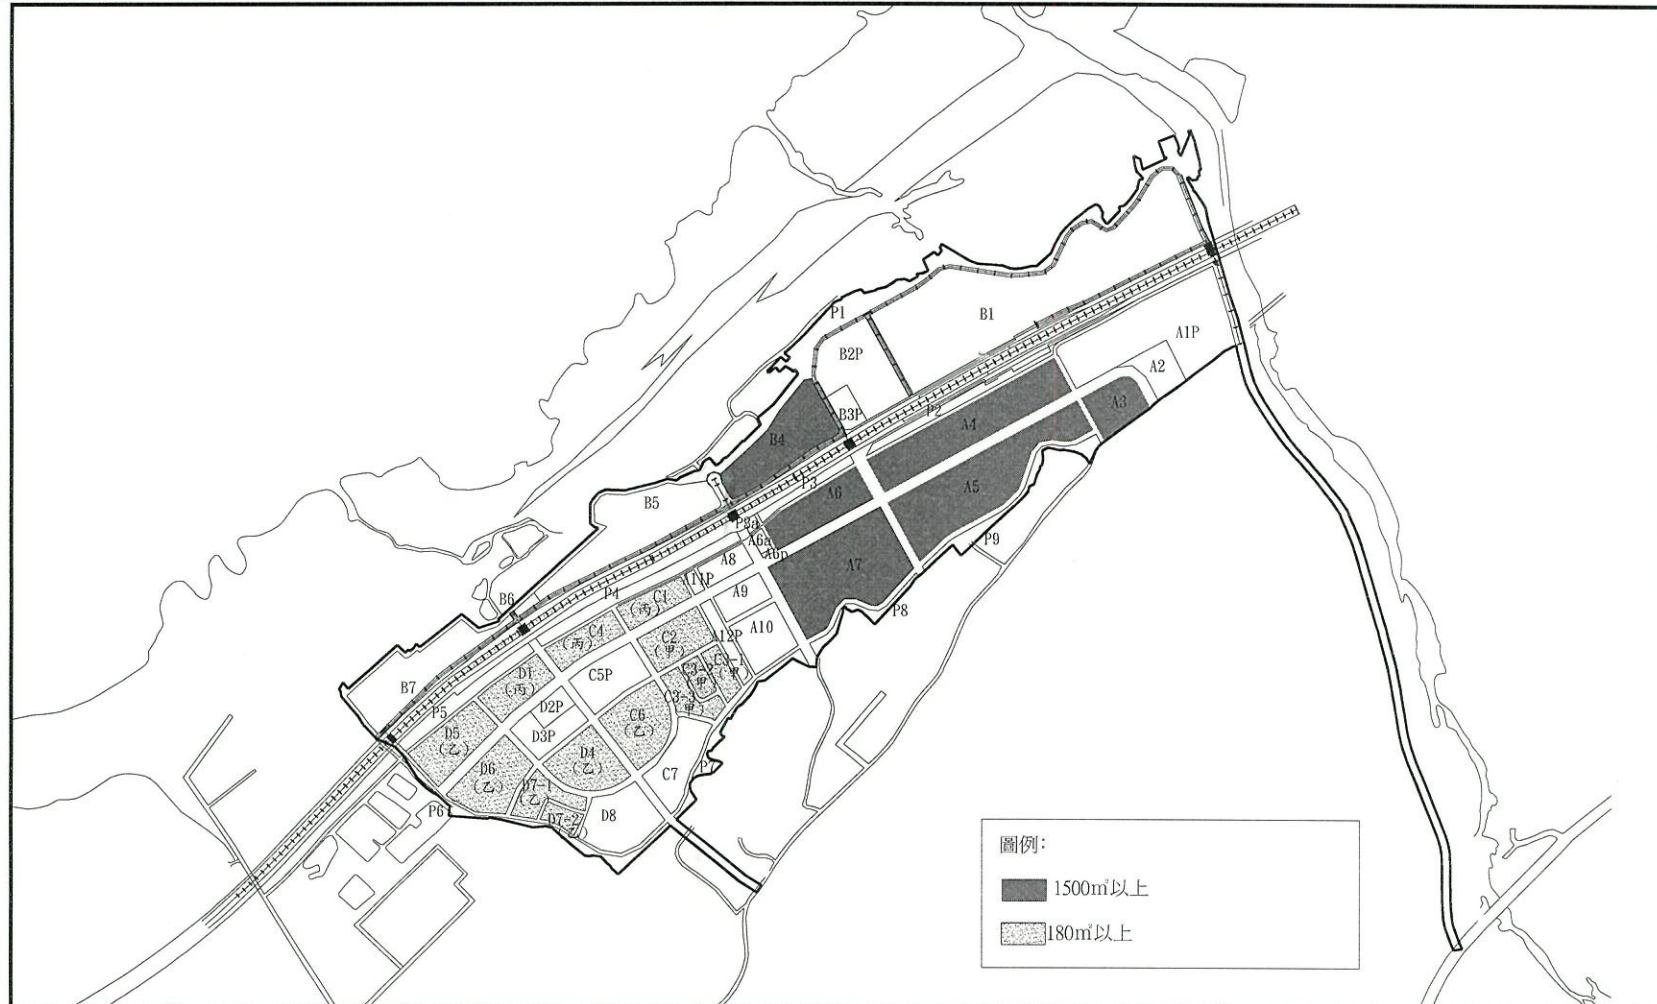 P1
B1
A1P
B2P
A2
B3P
P2
A3
A4
B4
P3
A6
A5
B5
P3a
A6a
A6p
P9
A8
A7
A11P
P4
B6
C1
(丙)
A9
P8
C4
(丙)
C2
(甲)
A12P
A10
C3-1
(甲)
C3-2
(甲)
C5P
D1
(丙)
B7
C3-3
(甲)
D2P
P5
C6
(乙)
D5
(乙)
D3P
D4
(乙)
D6
(乙)
C7
D7-1
(乙)
P6
D8
D7-2
圖例:
1500㎡以上
180㎡以上